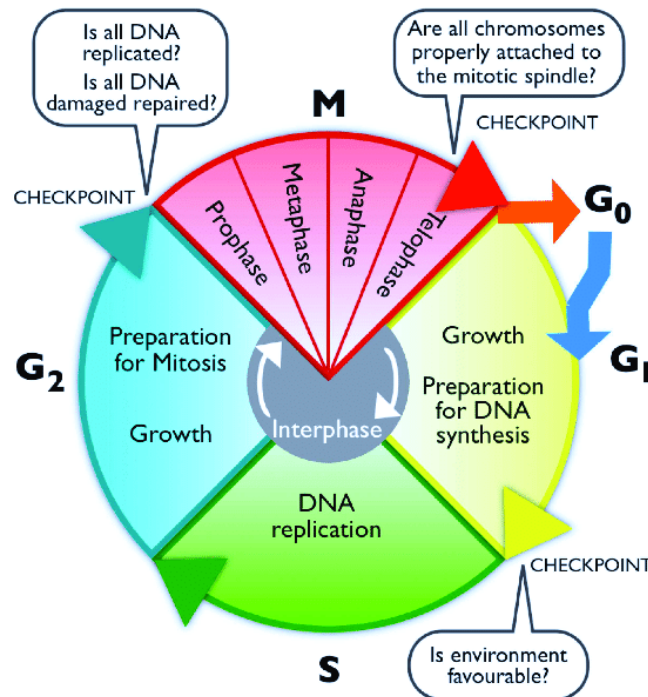 Is all DNA
replicated?
Is all DNA
damaged repaired?
Are all chromosomes
properly attached to
the mitotic spindle?
M
CHECKPOINT
CHECKPOINT
Prophase
Metaphase
Anaphase
Telophase
G0
G2
Preparation
for Mitosis
Growth
Interphase
Growth
Preparation
for DNA
synthesis
G1
DNA
replication
CHECKPOINT
S
Is environment
favourable?